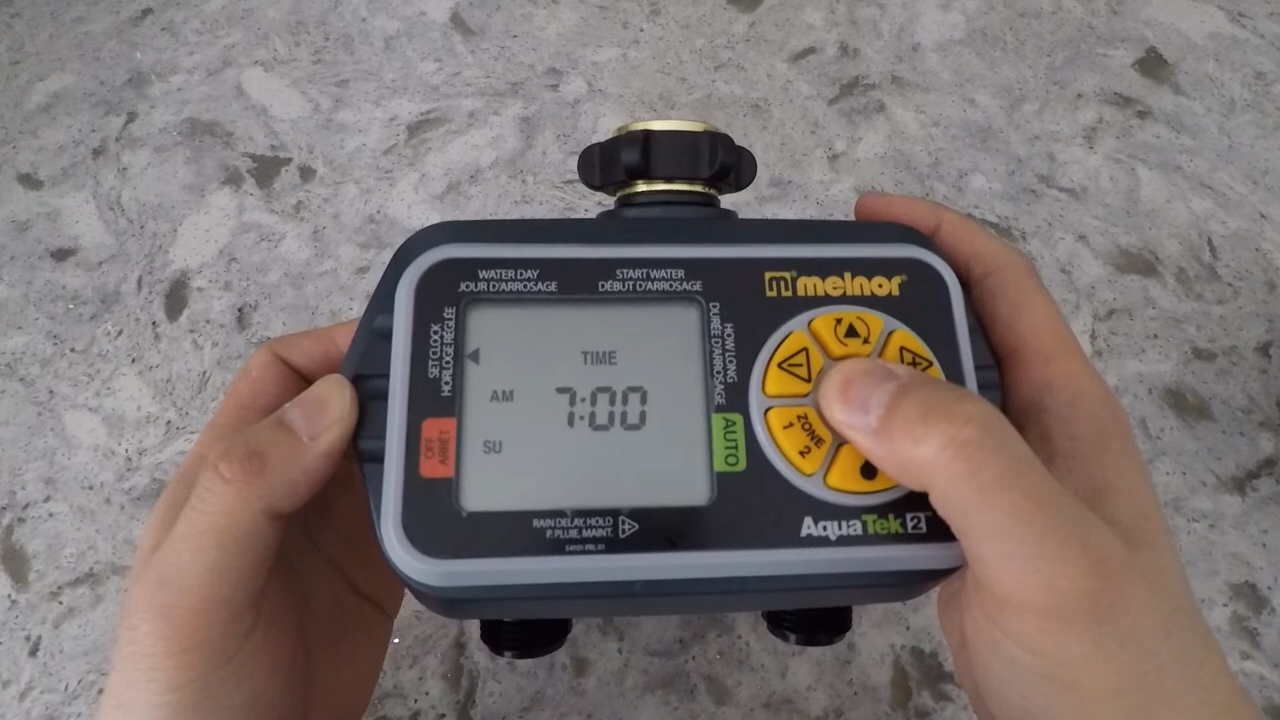 WATER DAY
JOUR D'ARROSAGE
START WATER
DÉBUT D'ARROSAGE
melnor®
SET CLOCK
HORLOGE RÉGLÉE
HOW LONG
DURÉE D'ARROSAGE
TIME
AM 7:00
SU
OFF
ARRÊT
AUTO
ZONE
1 2
RAIN DELAY, HOLD
P. PLUIE, MAINT.
AquaTek 2™